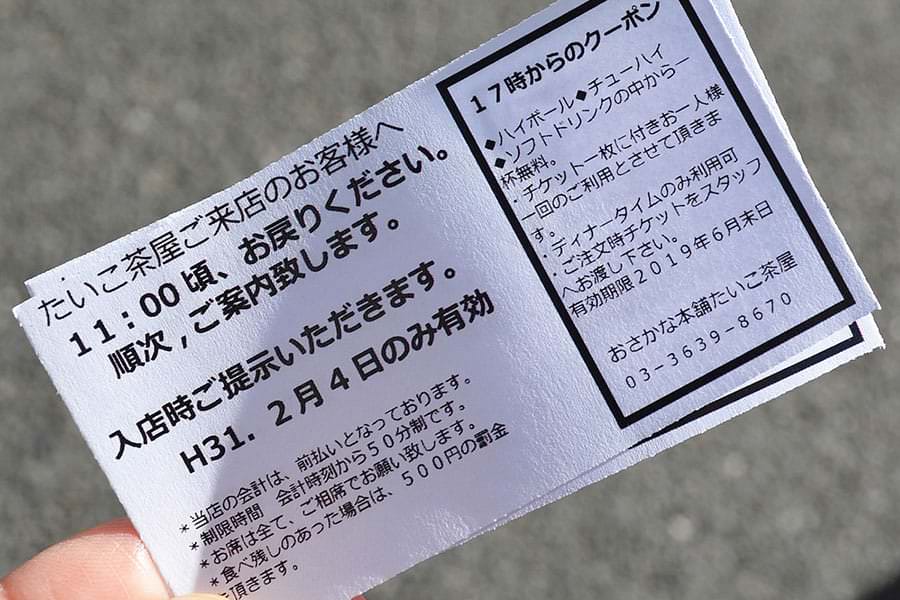 たいこ茶屋ご来店のお客様へ
11:00頃、お戻りください。
順次,ご案内致します。
入店時ご提示いただきます。
H31. 2月4日のみ有効
*当店の会計は、前払いとなっております。
*制限時間 会計時刻から50分制です。
*お席は全て、ご相席でお願い致します。
*食べ残しのあった場合は、500円の罰金
を頂きます。
17時からのクーポン
◆ハイボール◆チューハイ
◆ソフトドリンクの中から一
杯無料。
・チケット一枚に付きお一人様
一回のご利用とさせて頂きま
す。
・ディナータイムのみ利用可
・ご注文時チケットをスタッフ
へお渡し下さい。
有効期限2019年6月末日
おさかな本舗たいこ茶屋
03-3639-8670